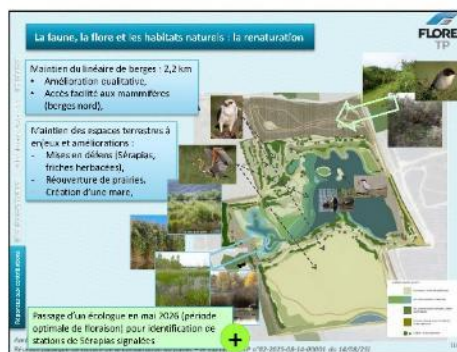 La faune, la flore et les habitats naturels : la renaturation
FLORE
TP
Maintien du linéaire de berges : 2,2 km
• Amélioration qualitative,
• Accès facilité aux mammifères
(berges nord),
Maintien des espaces terrestres à
enjeux et améliorations :
- Mises en défens (Sérapias,
friches herbacées),
- Réouverture de prairies,
Création d'une mare,
Passage d'un écologue en mai 2026 (période
optimale de floraison) pour identification de
stations de Sérapias signalées